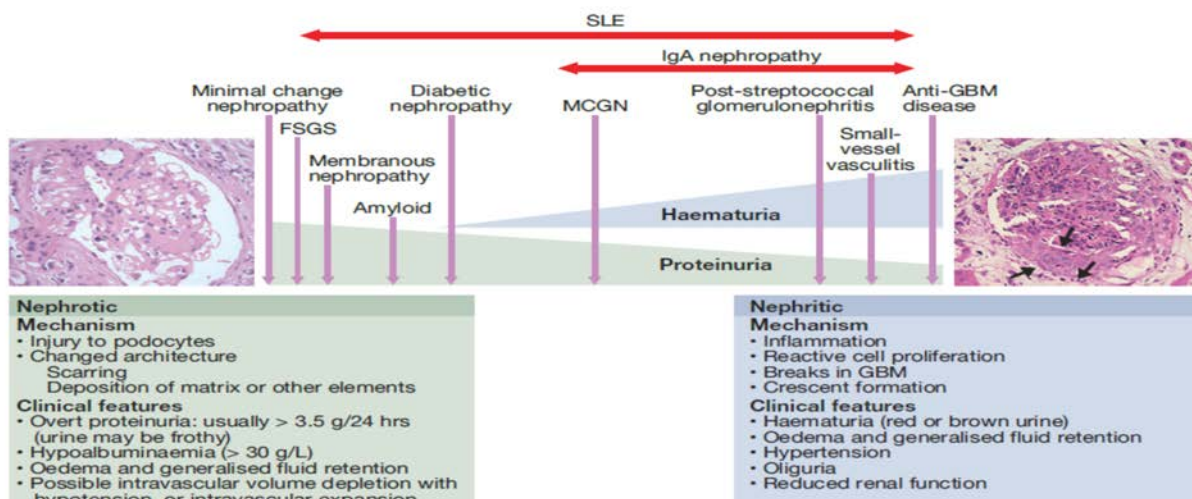 SLE
IgA nephropathy
Minimal change
nephropathy
Diabetic
nephropathy
MCGN
Post-streptococcal
glomerulonephritis
Anti-GBM
disease
FSGS
Small-
vessel
vasculitis
Membranous
nephropathy
Amyloid
Haematuria
Proteinuria
Nephrotic
Mechanism
• Injury to podocytes
• Changed architecture
Scarring
Deposition of matrix or other elements
Clinical features
• Overt proteinuria: usually > 3.5 g/24 hrs
(urine may be frothy)
• Hypoalbuminaemia (> 30 g/L)
• Oedema and generalised fluid retention
• Possible intravascular volume depletion with
hypotension, or intravascular expansion
Nephritic
Mechanism
• Inflammation
• Reactive cell proliferation
• Breaks in GBM
• Crescent formation
Clinical features
• Haematuria (red or brown urine)
• Oedema and generalised fluid retention
• Hypertension
• Oliguria
• Reduced renal function